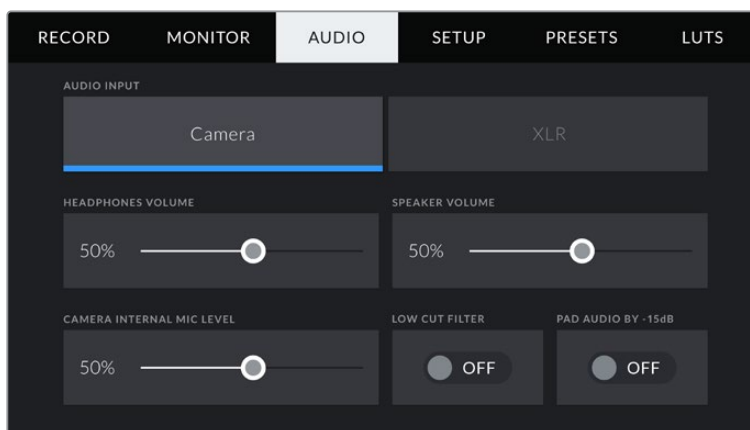 RECORD MONITOR AUDIO SETUP PRESETS LUTS
AUDIO INPUT
Camera XLR
HEADPHONES VOLUME SPEAKER VOLUME
50% 50%
CAMERA INTERNAL MIC LEVEL LOW CUT FILTER PAD AUDIO BY -15dB
50% OFF OFF